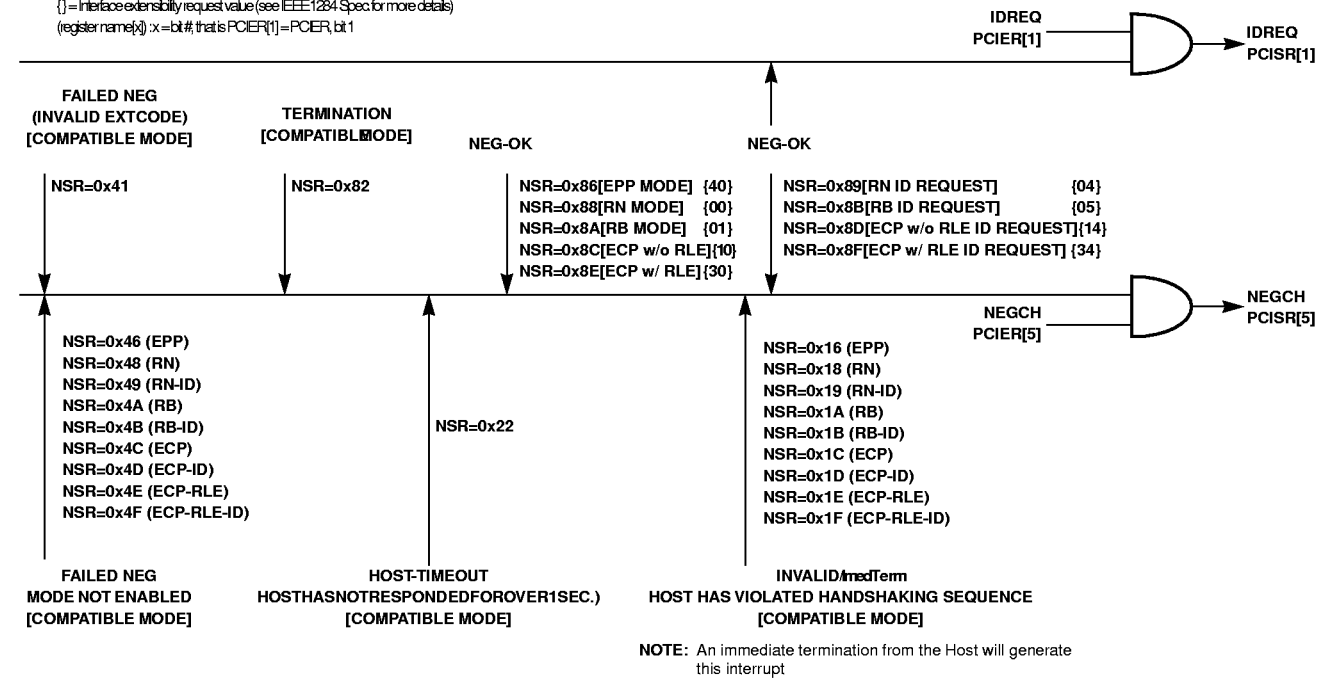 { } = Interface extensibility request value (see IEEE 1284 Spec. for more details)
(register name[x]) : x = bit #, that is PCIER[1] = PCIER, bit 1
IDREQ
PCIER[1]
IDREQ
PCISR[1]
FAILED NEG
(INVALID EXTCODE)
[COMPATIBLE MODE]
TERMINATION
[COMPATIBLE MODE]
NEG-OK
NEG-OK
NSR=0x41
NSR=0x82
NSR=0x86[EPP MODE] {40}
NSR=0x88[RN MODE] {00}
NSR=0x8A[RB MODE] {01}
NSR=0x8C[ECP w/o RLE]{10}
NSR=0x8E[ECP w/ RLE]{30}
NSR=0x89[RN ID REQUEST] {04}
NSR=0x8B[RB ID REQUEST] {05}
NSR=0x8D[ECP w/o RLE ID REQUEST]{14}
NSR=0x8F[ECP w/ RLE ID REQUEST] {34}
NEGCH
PCIER[5]
NEGCH
PCISR[5]
NSR=0x46 (EPP)
NSR=0x48 (RN)
NSR=0x49 (RN-ID)
NSR=0x4A (RB)
NSR=0x4B (RB-ID)
NSR=0x4C (ECP)
NSR=0x4D (ECP-ID)
NSR=0x4E (ECP-RLE)
NSR=0x4F (ECP-RLE-ID)
NSR=0x22
NSR=0x16 (EPP)
NSR=0x18 (RN)
NSR=0x19 (RN-ID)
NSR=0x1A (RB)
NSR=0x1B (RB-ID)
NSR=0x1C (ECP)
NSR=0x1D (ECP-ID)
NSR=0x1E (ECP-RLE)
NSR=0x1F (ECP-RLE-ID)
FAILED NEG
MODE NOT ENABLED
[COMPATIBLE MODE]
HOST-TIMEOUT
HOSTHASNOTRESPONDEDFOROVER1SEC.)
[COMPATIBLE MODE]
INVALID/ImedTerm
HOST HAS VIOLATED HANDSHAKING SEQUENCE
[COMPATIBLE MODE]
NOTE: An immediate termination from the Host will generate
this interrupt